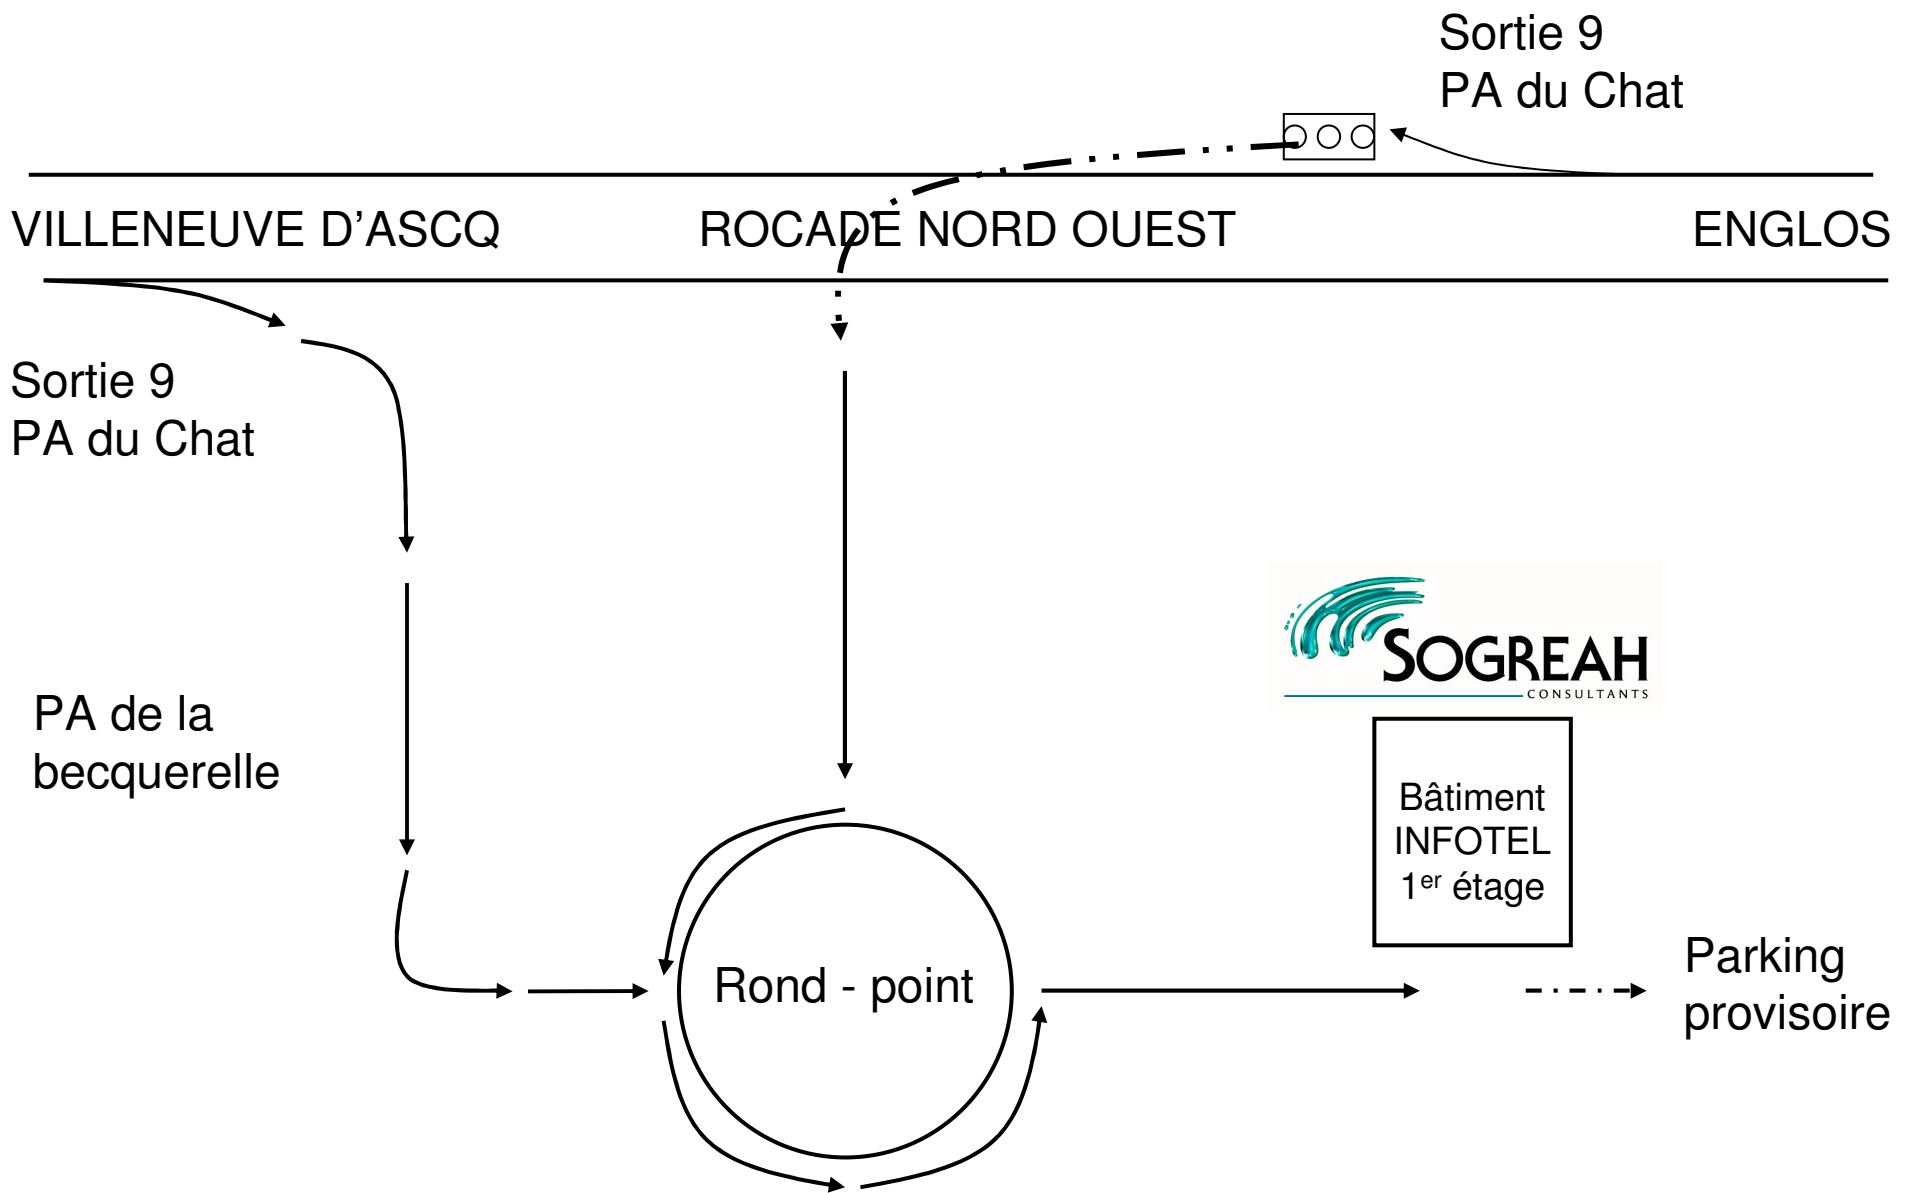 Sortie 9
PA du Chat
VILLENEUVE D’ASCQ
ROCADE NORD OUEST
ENGLOS
Sortie 9
PA du Chat
SOGREAH
CONSULTANTS
PA de la
becquerelle
Bâtiment
INFOTEL
1er étage
Rond - point
Parking
provisoire